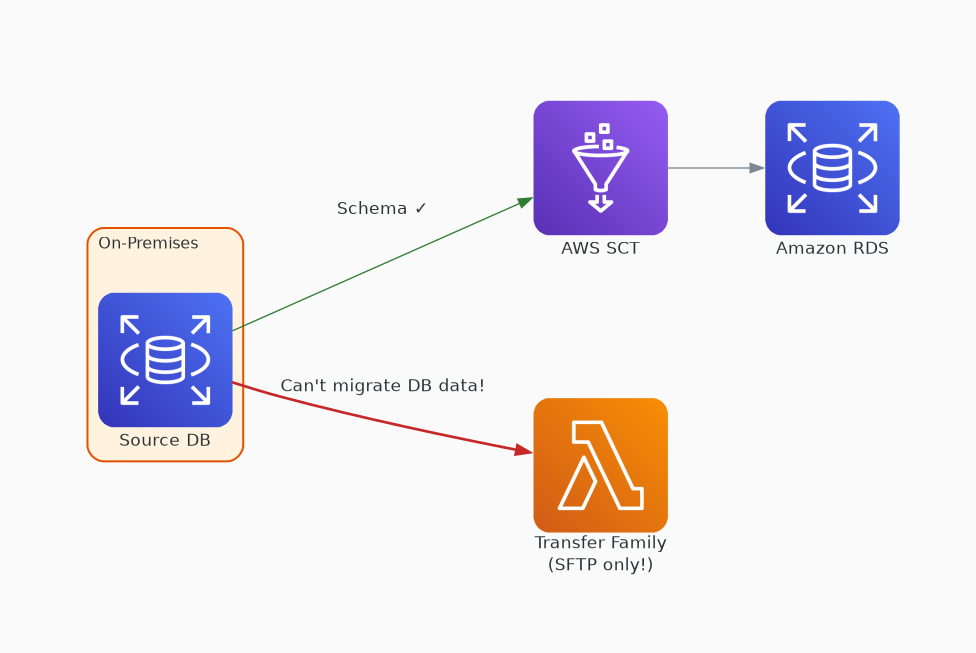 AWS SCT
Amazon RDS
Schema ✓
On-Premises
Source DB
Can't migrate DB data!
Transfer Family
(SFTP only!)